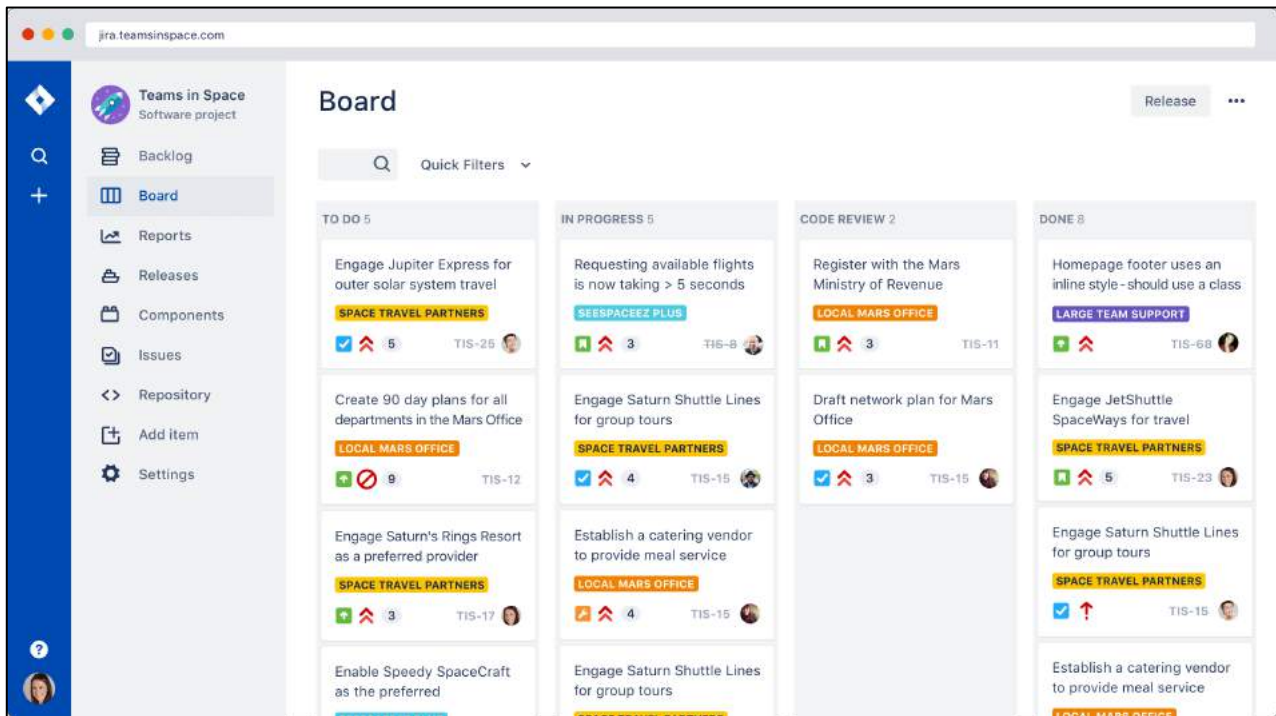 jira.teamsinspace.com
Teams in Space
Software project
Backlog
Board
Reports
Releases
Components
Issues
Repository
Add item
Settings
?
Board
Release
Quick Filters
TO DO 5
Engage Jupiter Express for
outer solar system travel
SPACE TRAVEL PARTNERS
5 TIS-25
Create 90 day plans for all
departments in the Mars Office
LOCAL MARS OFFICE
9 TIS-12
Engage Saturn's Rings Resort
as a preferred provider
SPACE TRAVEL PARTNERS
3 TIS-17
Enable Speedy SpaceCraft
as the preferred
IN PROGRESS 5
Requesting available flights
is now taking > 5 seconds
SEESPACEEZ PLUS
3 TIS-8
Engage Saturn Shuttle Lines
for group tours
SPACE TRAVEL PARTNERS
4 TIS-15
Establish a catering vendor
to provide meal service
LOCAL MARS OFFICE
4 TIS-15
Engage Saturn Shuttle Lines
for group tours
SPACE TRAVEL PARTNERS
CODE REVIEW 2
Register with the Mars
Ministry of Revenue
LOCAL MARS OFFICE
3 TIS-11
Draft network plan for Mars
Office
LOCAL MARS OFFICE
3 TIS-15
DONE 8
Homepage footer uses an
inline style - should use a class
LARGE TEAM SUPPORT
TIS-68
Engage JetShuttle
SpaceWays for travel
SPACE TRAVEL PARTNERS
5 TIS-23
Engage Saturn Shuttle Lines
for group tours
SPACE TRAVEL PARTNERS
TIS-15
Establish a catering vendor
to provide meal service
LOCAL MARS OFFICE